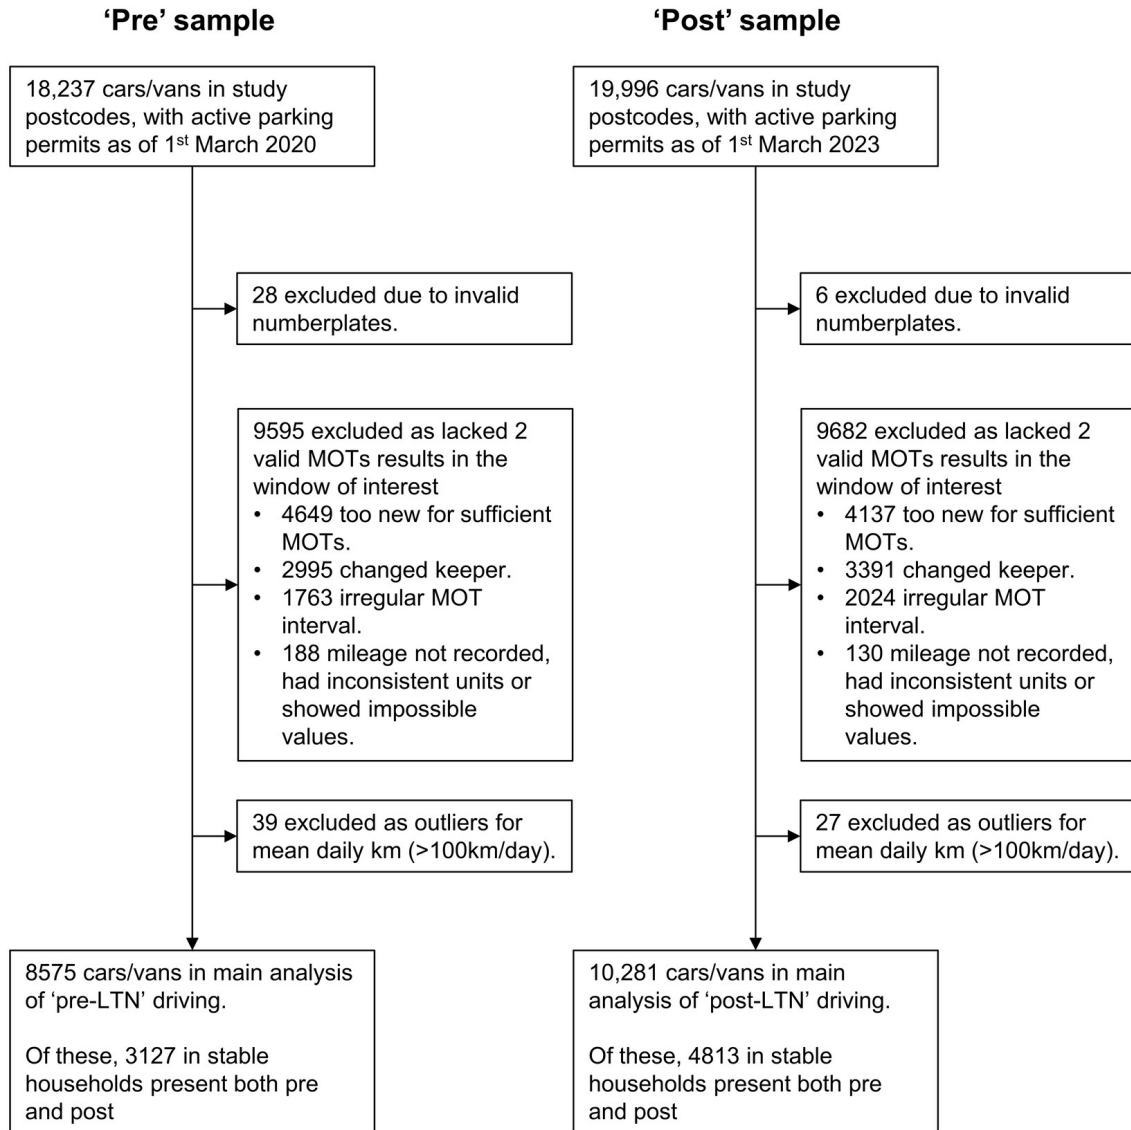 ‘Pre’ sample
18,237 cars/vans in study
postcodes, with active parking
permits as of 1st March 2020
28 excluded due to invalid
numberplates.
9595 excluded as lacked 2
valid MOTs results in the
window of interest
• 4649 too new for sufficient
MOTs.
• 2995 changed keeper.
• 1763 irregular MOT
interval.
• 188 mileage not recorded,
had inconsistent units or
showed impossible
values.
39 excluded as outliers for
mean daily km (>100km/day).
8575 cars/vans in main analysis
of ‘pre-LTN’ driving.
Of these, 3127 in stable
households present both pre
and post
‘Post’ sample
19,996 cars/vans in study
postcodes, with active parking
permits as of 1st March 2023
6 excluded due to invalid
numberplates.
9682 excluded as lacked 2
valid MOTs results in the
window of interest
• 4137 too new for sufficient
MOTs.
• 3391 changed keeper.
• 2024 irregular MOT
interval.
• 130 mileage not recorded,
had inconsistent units or
showed impossible
values.
27 excluded as outliers for
mean daily km (>100km/day).
10,281 cars/vans in main
analysis of ‘post-LTN’ driving.
Of these, 4813 in stable
households present both pre
and post